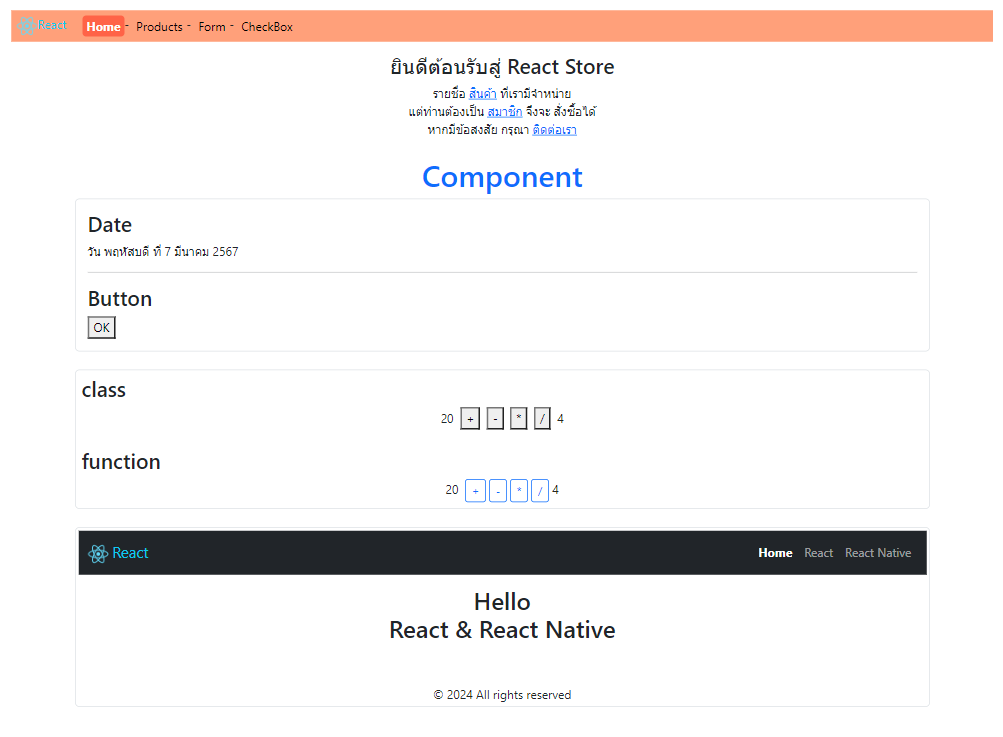 React Home - Products - Form - CheckBox
ยินดีต้อนรับสู่ React Store
รายชื่อ สินค้า ที่เรามีจำหน่าย
แต่ท่านต้องเป็น สมาชิก จึงจะ สั่งซื้อได้
หากมีข้อสงสัย กรุณา ติดต่อเรา
Component
Date
วัน พฤหัสบดี ที่ 7 มีนาคม 2567
Button
OK
class
20 + - * / 4
function
20 + - * / 4
React Home React React Native
Hello
React & React Native
© 2024 All rights reserved